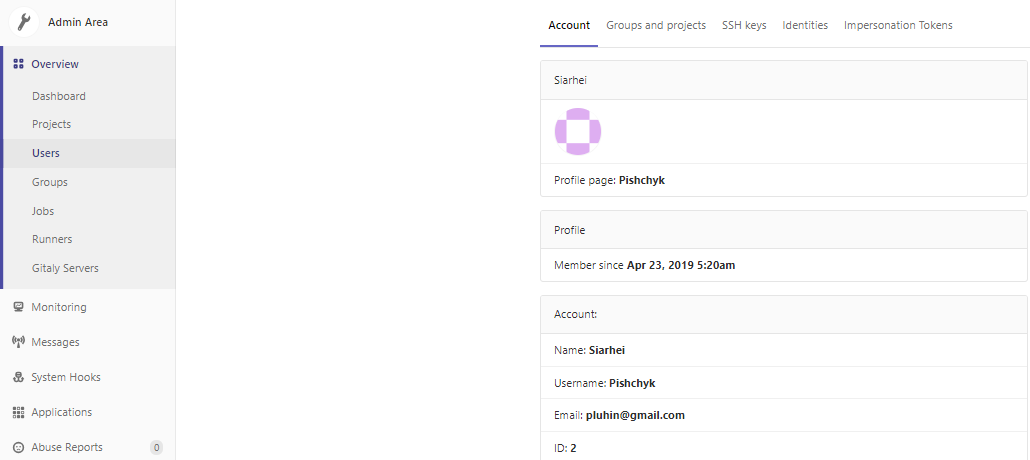 Admin Area
Overview
Dashboard
Projects
Users
Groups
Jobs
Runners
Gitaly Servers
Monitoring
Messages
System Hooks
Applications
Abuse Reports 0
Account Groups and projects SSH keys Identities Impersonation Tokens
Siarhei
Profile page: Pishchyk
Profile
Member since Apr 23, 2019 5:20am
Account:
Name: Siarhei
Username: Pishchyk
Email: pluhin@gmail.com
ID: 2